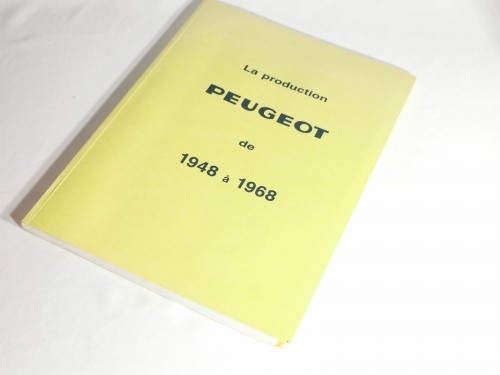 La production
PEUGEOT
de
1948 à 1968